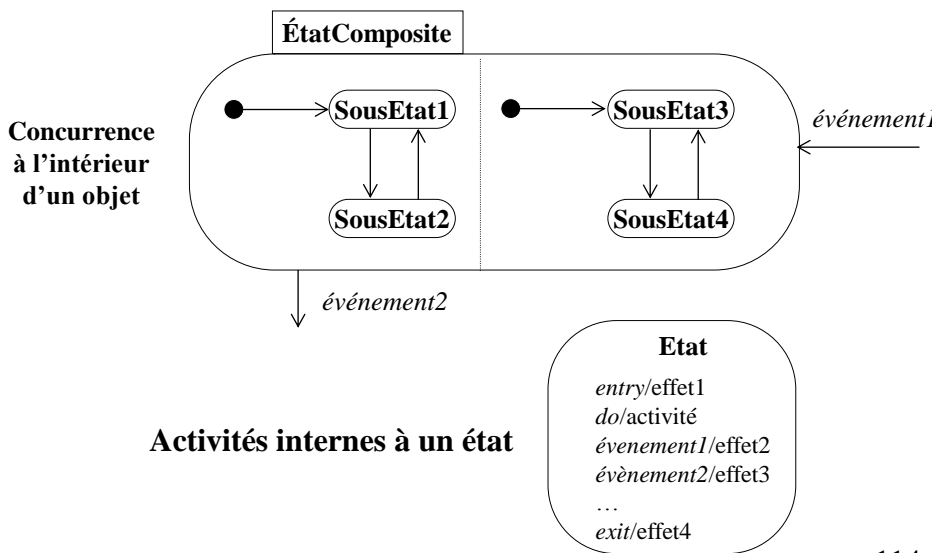 ÉtatComposite
Concurrence
à l'intérieur
d'un objet
SousEtat1
SousEtat3
événement1
SousEtat2
SousEtat4
événement2
Etat
entry/effet1
do/activité
évenement1/effet2
évènement2/effet3
…
exit/effet4
Activités internes à un état